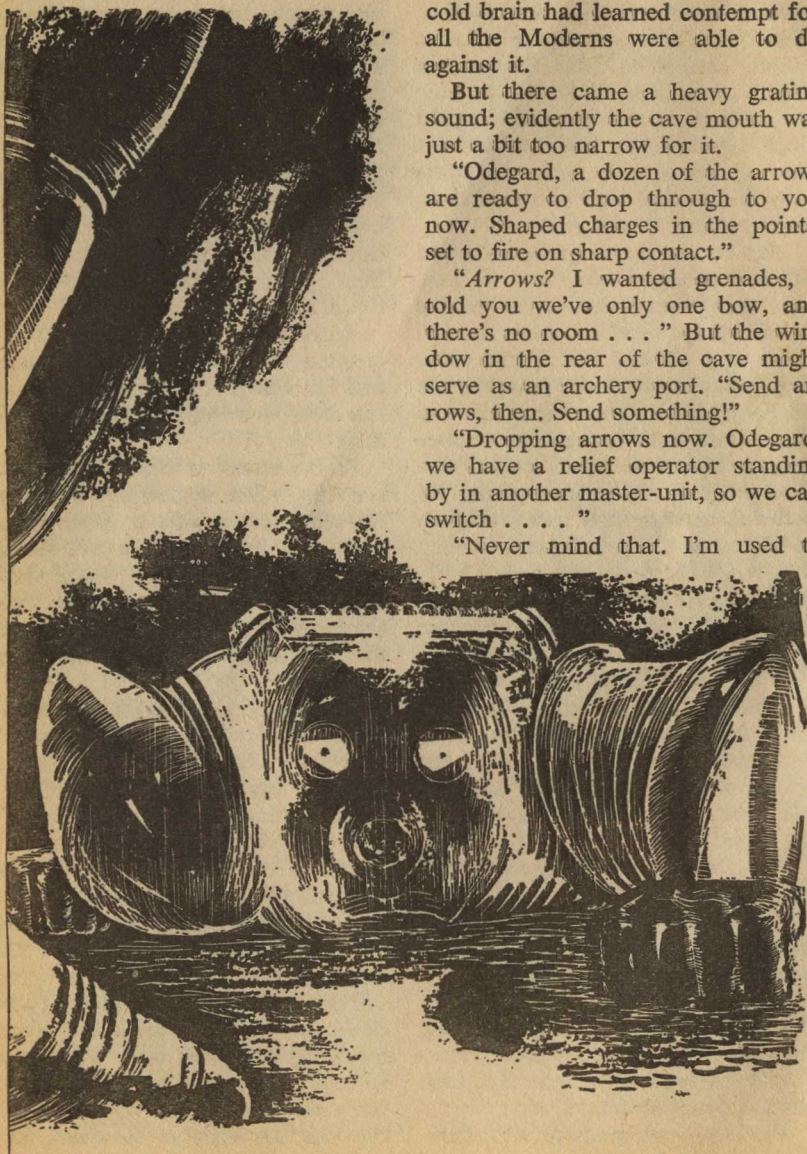 cold brain had learned contempt fo
all the Moderns were able to d
against it.
But there came a heavy gratin
sound; evidently the cave mouth wa
just a bit too narrow for it.
“Odegard, a dozen of the arrow
are ready to drop through to yo
now. Shaped charges in the point
set to fire on sharp contact.”
“Arrows? I wanted grenades,
told you we've only one bow, an
there's no room . . . ” But the win
dow in the rear of the cave migh
serve as an archery port. “Send ar
rows, then. Send something!”
“Dropping arrows now. Odegard
we have a relief operator standin
by in another master-unit, so we ca
switch . . . . ”
“Never mind that. I'm used t